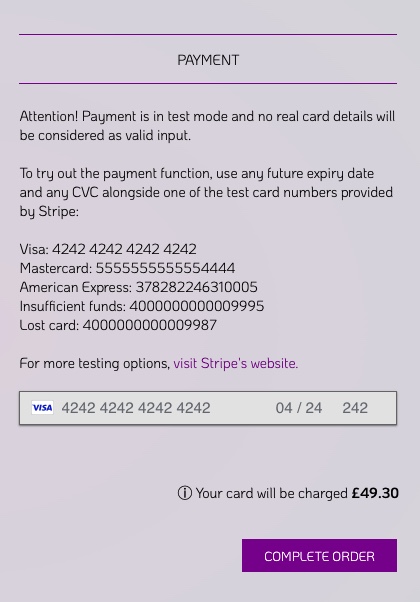 PAYMENT
Attention! Payment is in test mode and no real card details will
be considered as valid input.
To try out the payment function, use any future expiry date
and any CVC alongside one of the test card numbers provided
by Stripe:
Visa: 4242 4242 4242 4242
Mastercard: 5555555555554444
American Express: 378282246310005
Insufficient funds: 4000000000009995
Lost card: 4000000000009987
For more testing options, visit Stripe's website.
VISA 4242 4242 4242 4242 04 / 24 242
Your card will be charged £49.30
COMPLETE ORDER